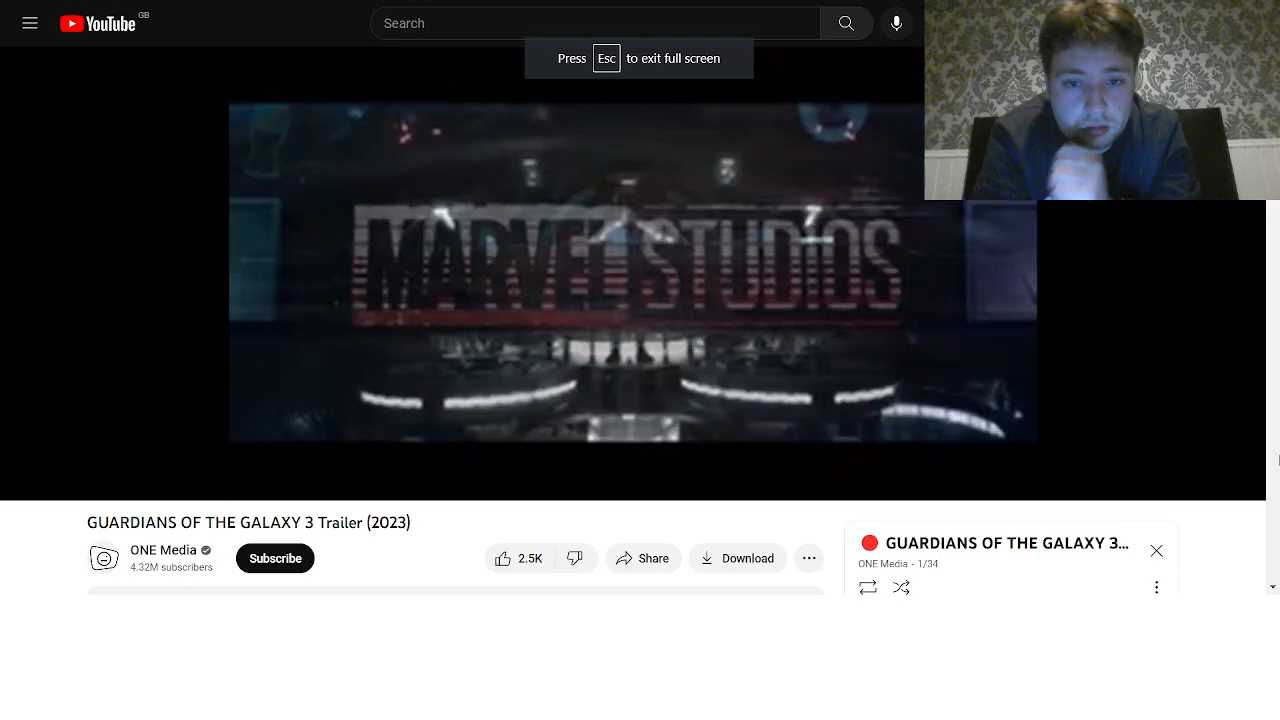 YouTube GB
Search
Press Esc to exit full screen
MARVEL STUDIOS
GUARDIANS OF THE GALAXY 3 Trailer (2023)
ONE Media
4.32M subscribers
Subscribe
2.5K
Share
Download
GUARDIANS OF THE GALAXY 3...
ONE Media - 1/34